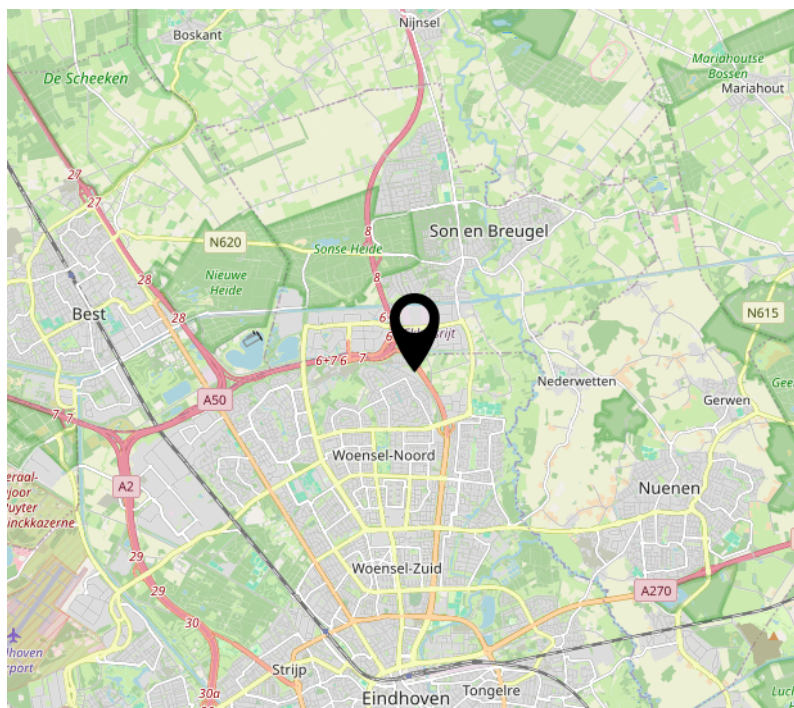 Nijnsel
Boskant
De Scheeken
Mariahoutse
Bossen
Mariahout
27
27
8
Son en Breugel
N620
Sonse Heide
8
28
Nieuwe
Heide
28
Best
6
N615
6+7 6
7
Nederwetten
A50
Gerwen
7 7
Woensel-Noord
A2
Nuenen
29
Woensel-Zuid
29
A270
30
Strijp
30a
Eindhoven
Tongelre